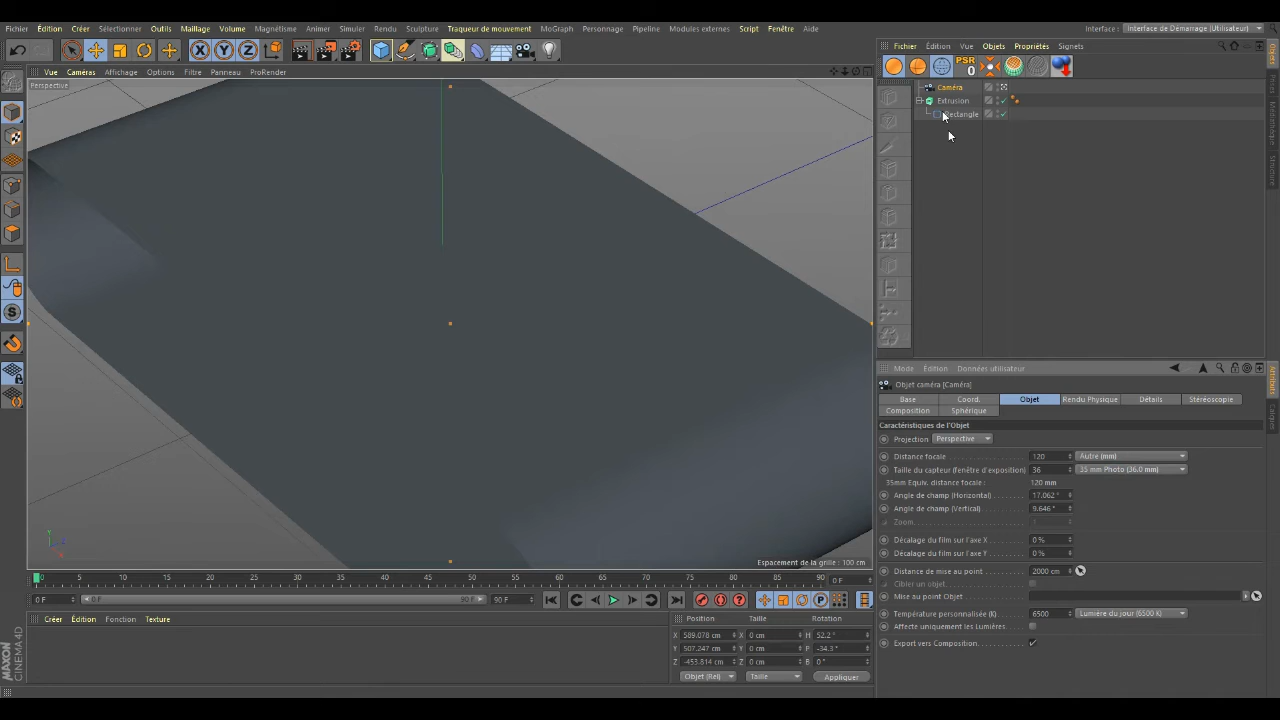 Fichier Édition Créer Outils Maillage Volume Magnétisme Animer Simuler Rendu Sculpture Traqueur de mouvement MoGraph Personnage Pipeline Modules externes Script Fenêtre Aide Interface : Interface de Démarrage (Utilisateur)
Fichier Édition Vue Objets Propriétés Signets
X Y Z PSR
0
Vue Caméras Affichage Options Filtre Panneau ProRender
Perspective
Caméra
Extrusion
Rectangle
Objets
Structure
Mode Édition Données utilisateur
Objet caméra [Caméra]
Base Coord. Objet Rendu Physique Détails Stéréoscopie
Composition Sphérique
Caractéristiques de l'Objet
Projection Perspective
Distance focale 120 Autre (mm)
Taille du capteur (fenêtre d'exposition) 36 35 mm Photo (36.0 mm)
35mm Equiv. distance focale : 120 mm
Angle de champ (Horizontal) 17.062 °
Angle de champ (Vertical) 9.646 °
Zoom 1
Décalage du film sur l'axe X 0 %
Décalage du film sur l'axe Y 0 %
Distance de mise au point 2000 cm
Cibler un objet
Mise au point Objet
Température personnalisée (K) 6500 Lumière du jour (6500 K)
Affecté uniquement les Lumières
Export vers Composition
Attributs
Calques
Y Z
Espacement de la grille : 100 cm
0 5 10 15 20 25 30 35 40 45 50 55 60 65 70 75 80 85 90 0 F
0 F 0 F 90 F 90 F
Créer Édition Fonction Texture
Position Taille Rotation
X 589.078 cm X 0 cm H 52.2 °
Y 507.247 cm Y 0 cm P -34.3 °
Z -453.814 cm Z 0 cm B 0 °
Objet (Rel) Taille Appliquer
MAXON
CINEMA4D